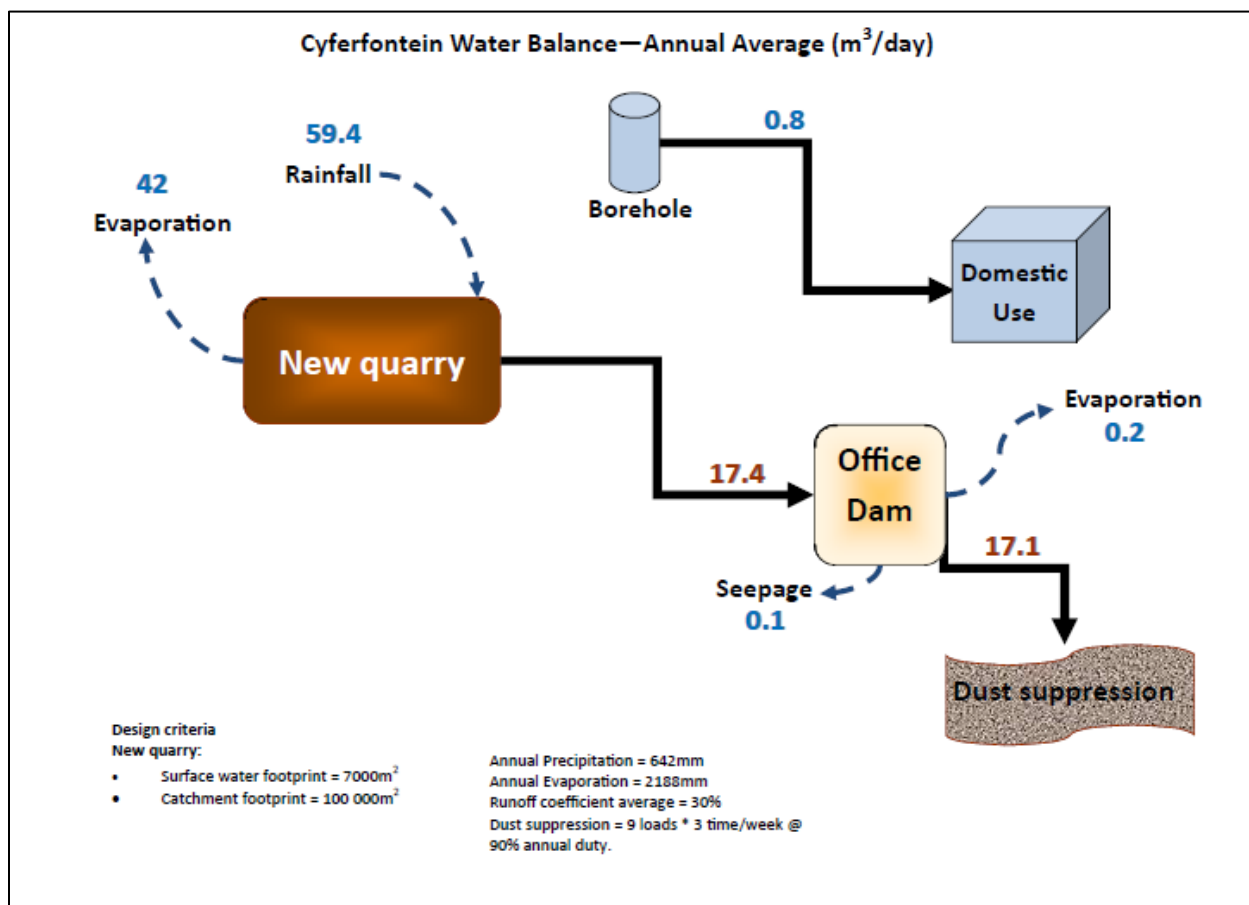 Cyferfontein Water Balance—Annual Average (m³/day)
59.4
Rainfall
42
Evaporation
0.8
Borehole
Domestic
Use
New quarry
Evaporation
0.2
Office
Dam
17.4
17.1
Seepage
0.1
Dust suppression
Design criteria
New quarry:
• Surface water footprint = 7000m²
• Catchment footprint = 100 000m²
Annual Precipitation = 642mm
Annual Evaporation = 2188mm
Runoff coefficient average = 30%
Dust suppression = 9 loads * 3 time/week @
90% annual duty.